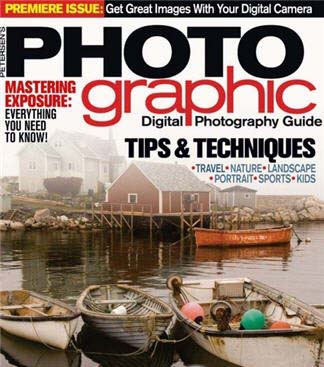 PREMIERE ISSUE: Get Great Images With Your Digital Camera
PETERSEN'S
PHOTO
graphic
Digital Photography Guide
MASTERING
EXPOSURE:
EVERYTHING
YOU NEED
TO KNOW!
TIPS & TECHNIQUES
•TRAVEL•NATURE•LANDSCAPE
•PORTRAIT•SPORTS•KIDS